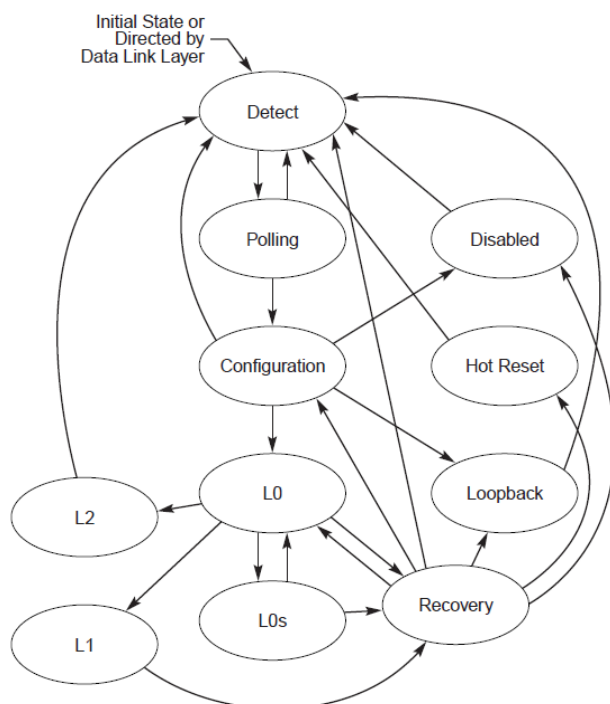 Initial State or
Directed by
Data Link Layer
Detect
Polling
Disabled
Configuration
Hot Reset
L0
Loopback
L2
L0s
Recovery
L1